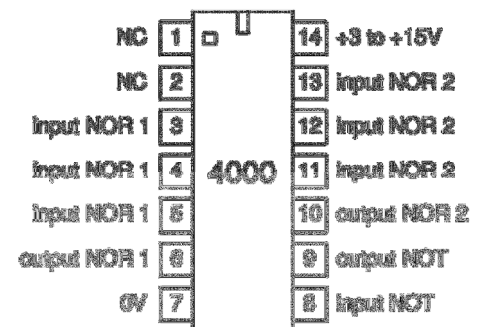 NC 1 14 +3 to +15V
NC 2 13 input NOR 2
input NOR 1 3 12 input NOR 2
input NOR 1 4 4000 11 input NOR 2
input NOR 1 5 10 output NOR 2
output NOR 1 6 9 output NOT
0V 7 8 input NOT